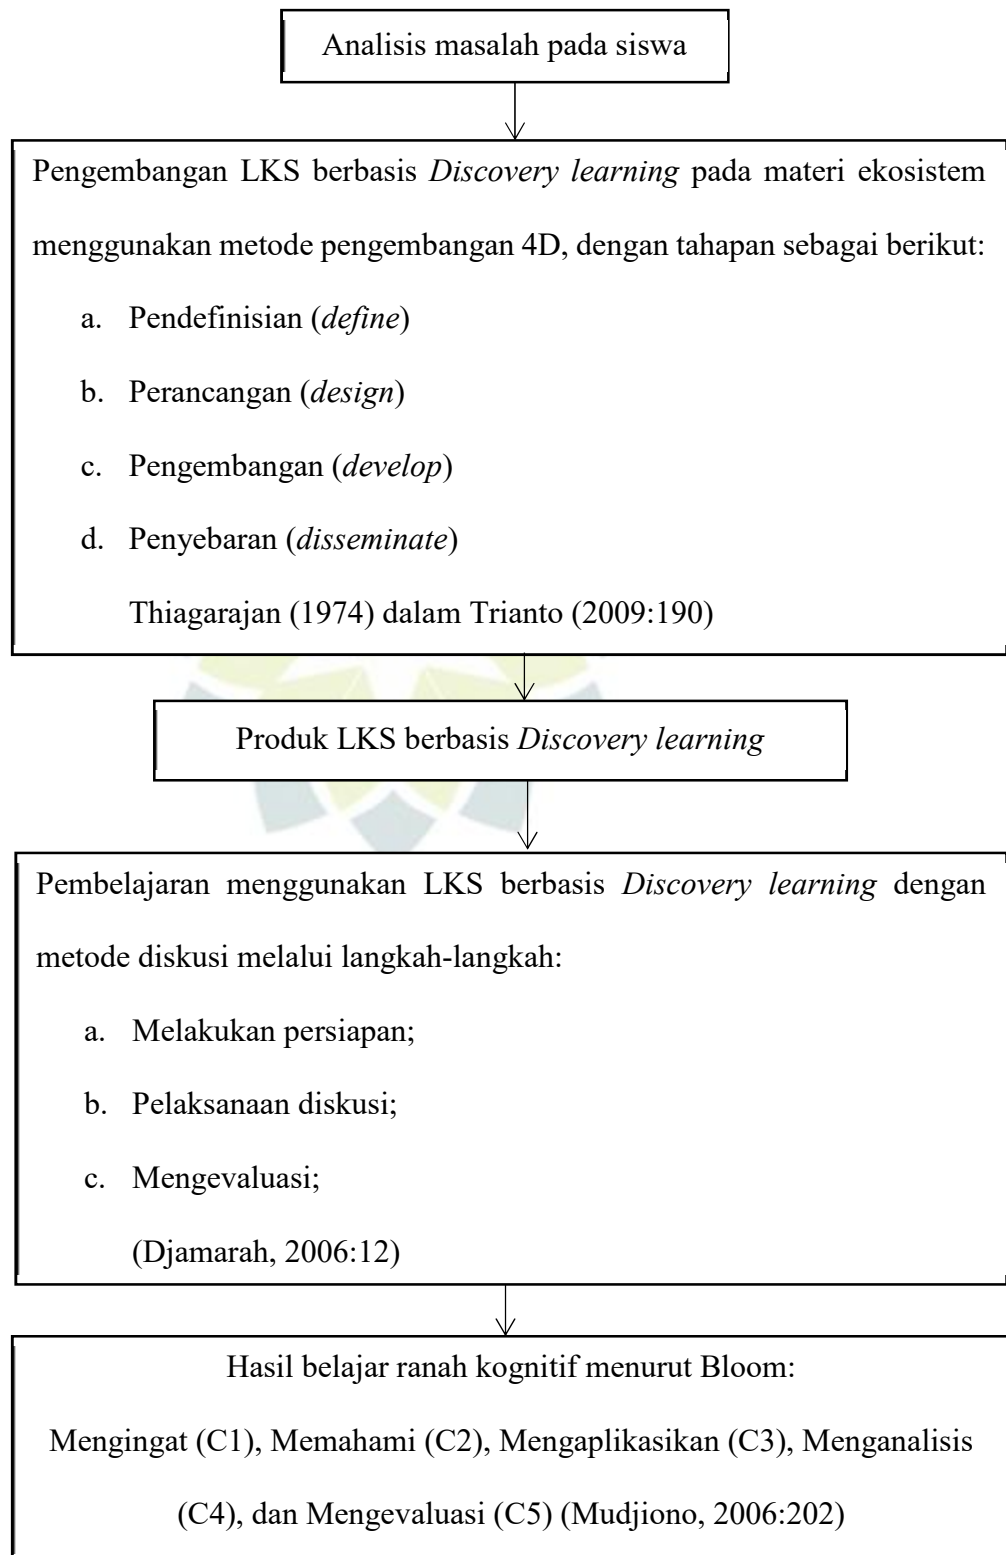 Analisis masalah pada siswa
Pengembangan LKS berbasis Discovery learning pada materi ekosistem
menggunakan metode pengembangan 4D, dengan tahapan sebagai berikut:
a. Pendefinisian (define)
b. Perancangan (design)
c. Pengembangan (develop)
d. Penyebaran (disseminate)
Thiagarajan (1974) dalam Trianto (2009:190)
Produk LKS berbasis Discovery learning
Pembelajaran menggunakan LKS berbasis Discovery learning dengan
metode diskusi melalui langkah-langkah:
a. Melakukan persiapan;
b. Pelaksanaan diskusi;
c. Mengevaluasi;
(Djamarah, 2006:12)
Hasil belajar ranah kognitif menurut Bloom:
Mengingat (C1), Memahami (C2), Mengaplikasikan (C3), Menganalisis
(C4), dan Mengevaluasi (C5) (Mudjiono, 2006:202)